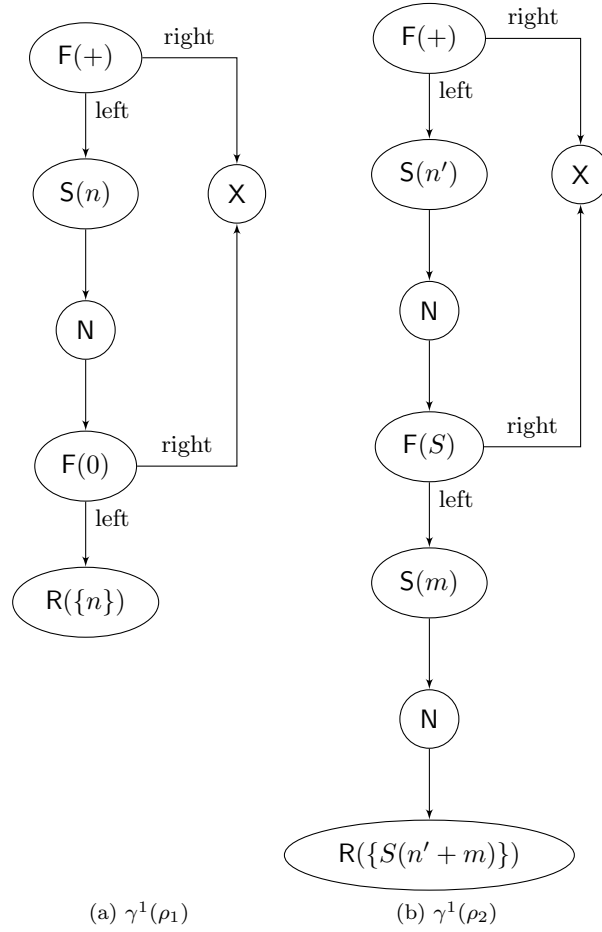 F(+)
right
left
S(n)
X
N
F(0)
right
left
R({n})
(a) γ¹(ρ₁)
F(+)
right
left
S(n′)
X
N
F(S)
right
left
S(m)
N
R({S(n′ + m)})
(b) γ¹(ρ₂)